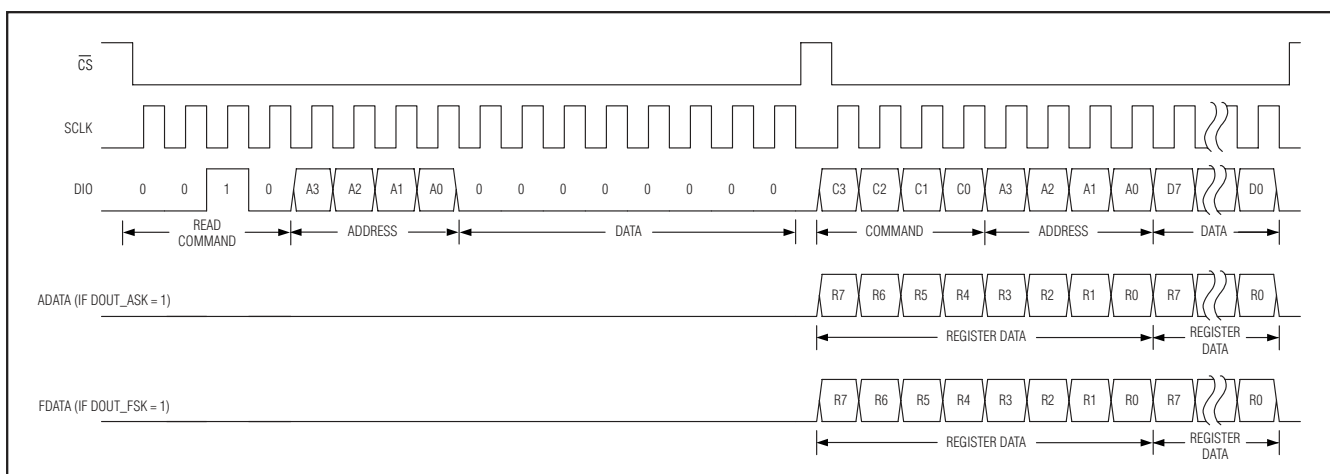 CS
SCLK
DIO 0 0 1 0 A3 A2 A1 A0 0 0 0 0 0 0 0 0 C3 C2 C1 C0 A3 A2 A1 A0 D7 D0
READ COMMAND ADDRESS DATA COMMAND ADDRESS DATA
ADATA (IF DOUT_ASK = 1) R7 R6 R5 R4 R3 R2 R1 R0 R7 R0
REGISTER DATA REGISTER DATA
FDATA (IF DOUT_FSK = 1) R7 R6 R5 R4 R3 R2 R1 R0 R7 R0
REGISTER DATA REGISTER DATA